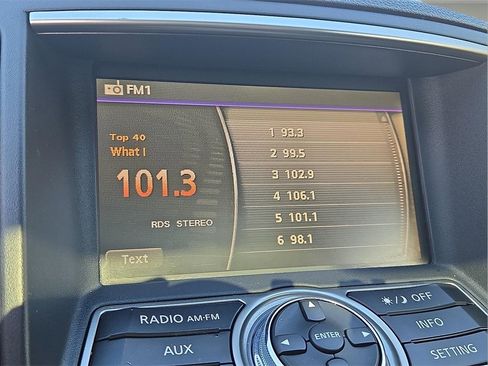 FM1
Top 40
What I
101.3
RDS STEREO
Text
1 93.3
2 99.5
3 102.9
4 106.1
5 101.1
6 98.1
RADIO AM·FM
AUX
ENTER
OFF
INFO
SETTING